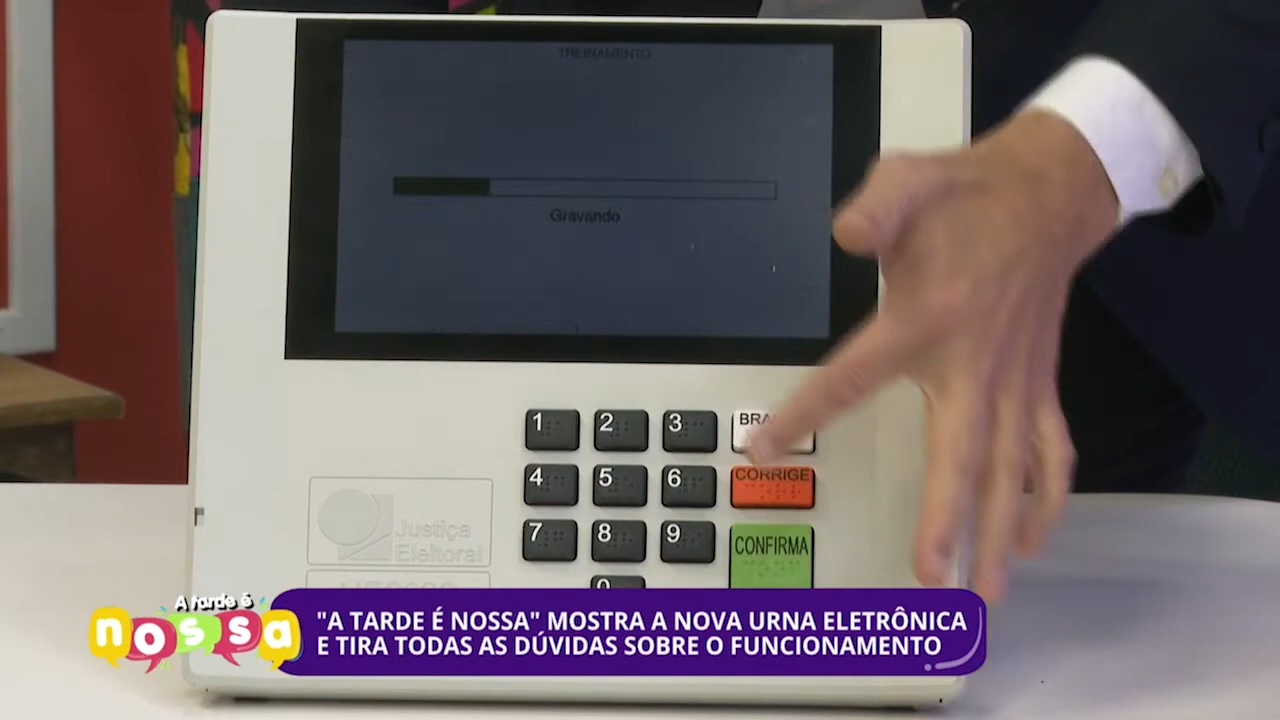 TREINAMENTO
Gravando
1 2 3 BRA
4 5 6 CORRIGE
7 8 9 CONFIRMA
0
Justiça
Eleitoral
A tarde é
nossa
"A TARDE É NOSSA" MOSTRA A NOVA URNA ELETRÔNICA
E TIRA TODAS AS DÚVIDAS SOBRE O FUNCIONAMENTO